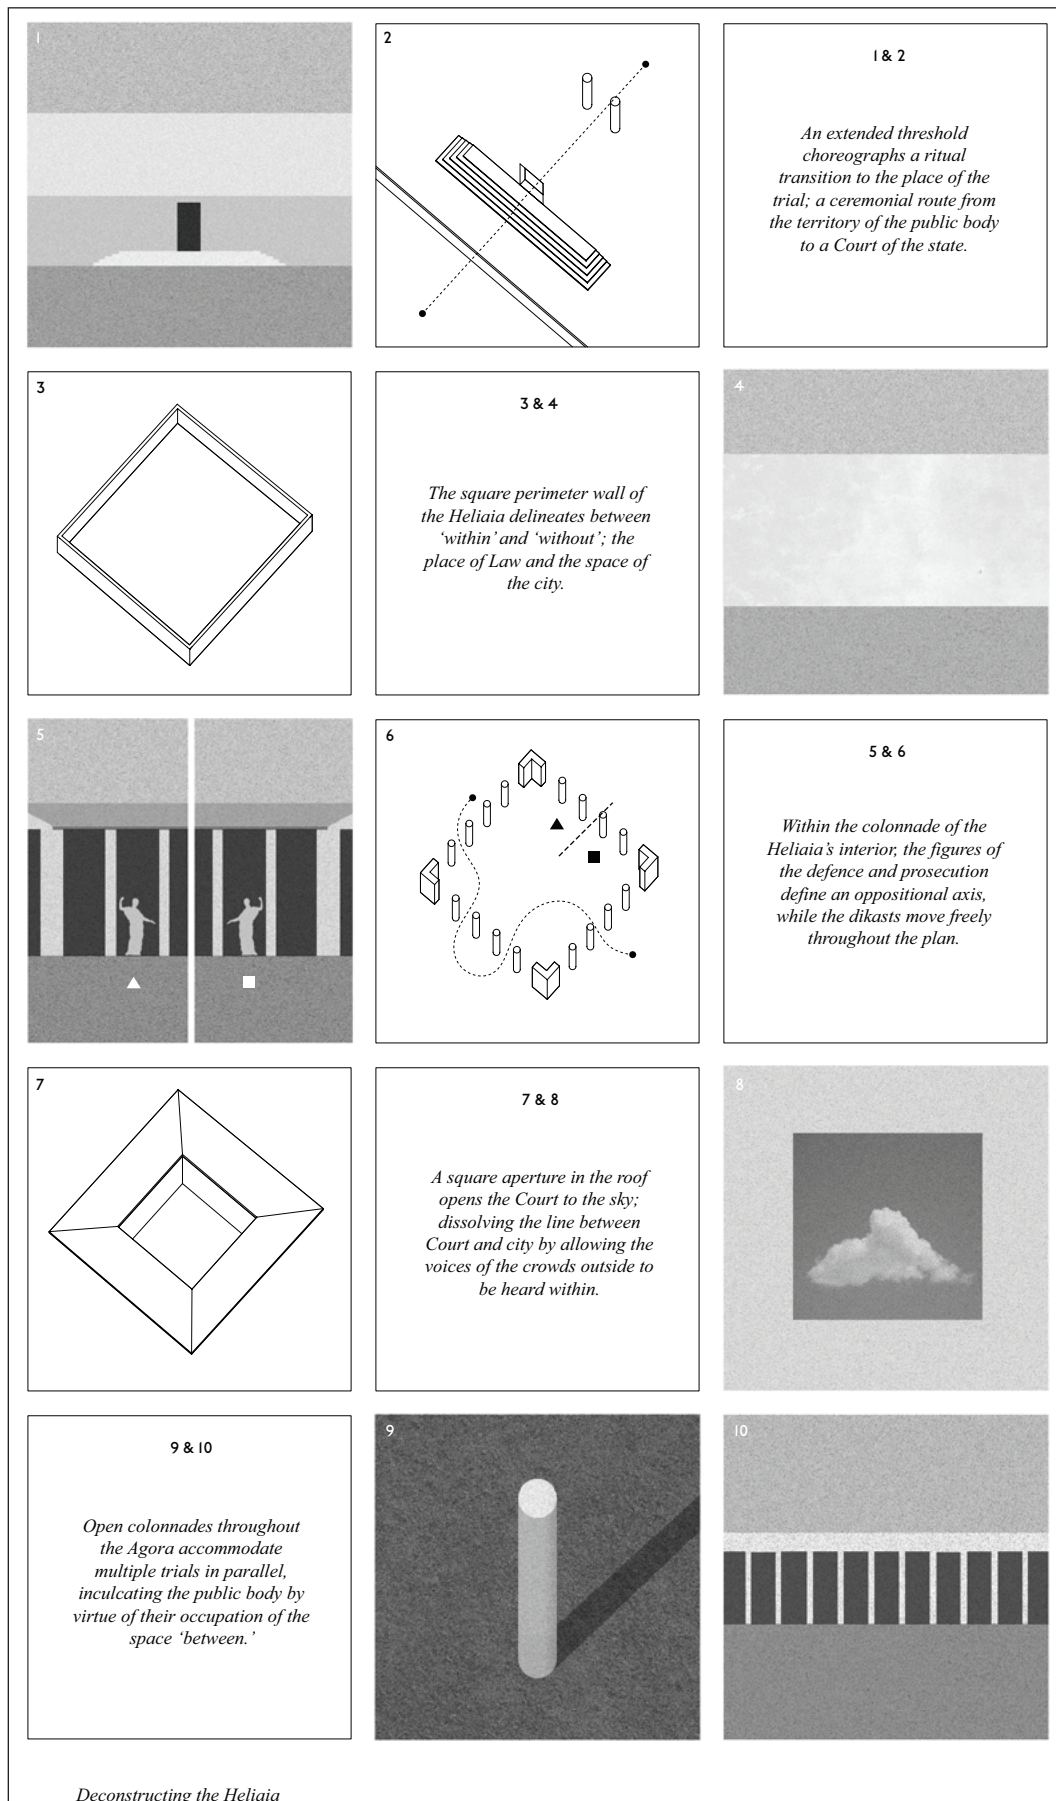 1
2
1 & 2
An extended threshold
choreographs a ritual
transition to the place of the
trial; a ceremonial route from
the territory of the public body
to a Court of the state.
3
3 & 4
The square perimeter wall of
the Heliaia delineates between
‘within’ and ‘without’; the
place of Law and the space of
the city.
4
5
6
5 & 6
Within the colonnade of the
Heliaia’s interior, the figures of
the defence and prosecution
define an oppositional axis,
while the dikasts move freely
throughout the plan.
7
7 & 8
A square aperture in the roof
opens the Court to the sky;
dissolving the line between
Court and city by allowing the
voices of the crowds outside to
be heard within.
8
9 & 10
Open colonnades throughout
the Agora accommodate
multiple trials in parallel,
inculcating the public body by
virtue of their occupation of the
space ‘between.’
9
10
Deconstructing the Heliaia